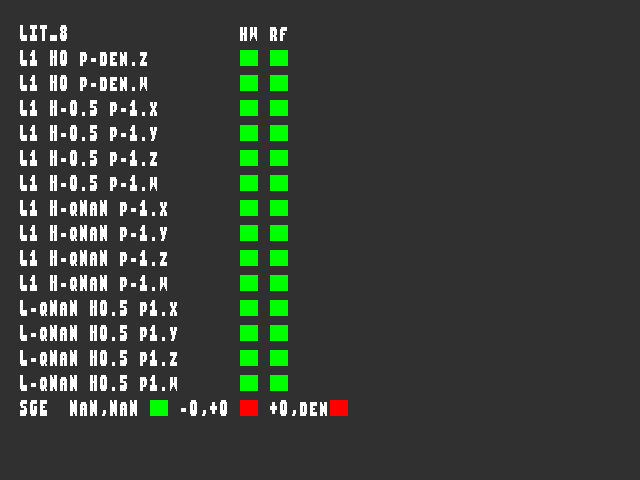 LIT_8 HW RF
L1 H0 P-DEN.Z
L1 H0 P-DEN.W
L1 H-0.5 P-1.X
L1 H-0.5 P-1.Y
L1 H-0.5 P-1.Z
L1 H-0.5 P-1.W
L1 H-QNAN P-1.X
L1 H-QNAN P-1.Y
L1 H-QNAN P-1.Z
L1 H-QNAN P-1.W
L-QNAN H0.5 P1.X
L-QNAN H0.5 P1.Y
L-QNAN H0.5 P1.Z
L-QNAN H0.5 P1.W
SGE NAN,NAN -0,+0 +0,DEN